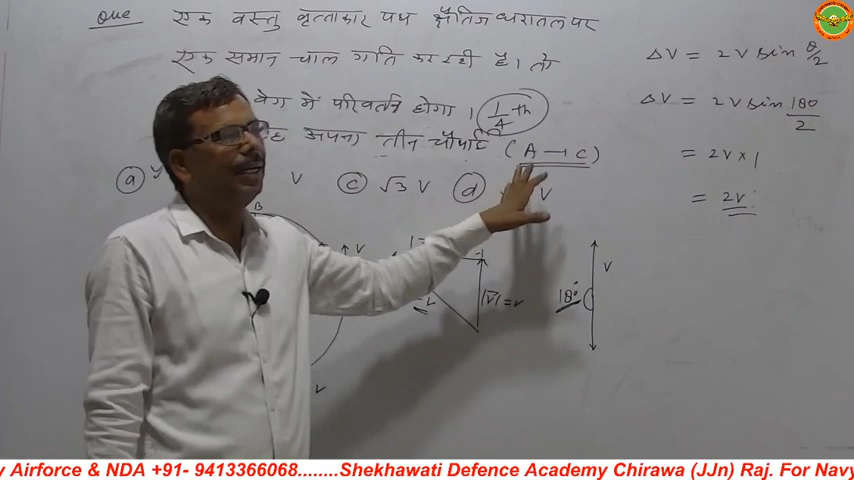 Que एक वस्तु वृत्ताकार पथ क्षैतिज धरातल पर
एक समान चाल गति कर रही है। तो
वेग में परिवर्तन होगा। 1/4 th
अपना तीन चौथाई (A → C)
(a) V (c) √3 V (d) V
ΔV = 2V sin θ/2
ΔV = 2V sin 180/2
= 2V × 1
= 2V
B
V
|V⃗| = V
V
180°
V
V
Airforce & NDA +91- 9413366068........Shekhawati Defence Academy Chirawa (JJn) Raj. For Navy